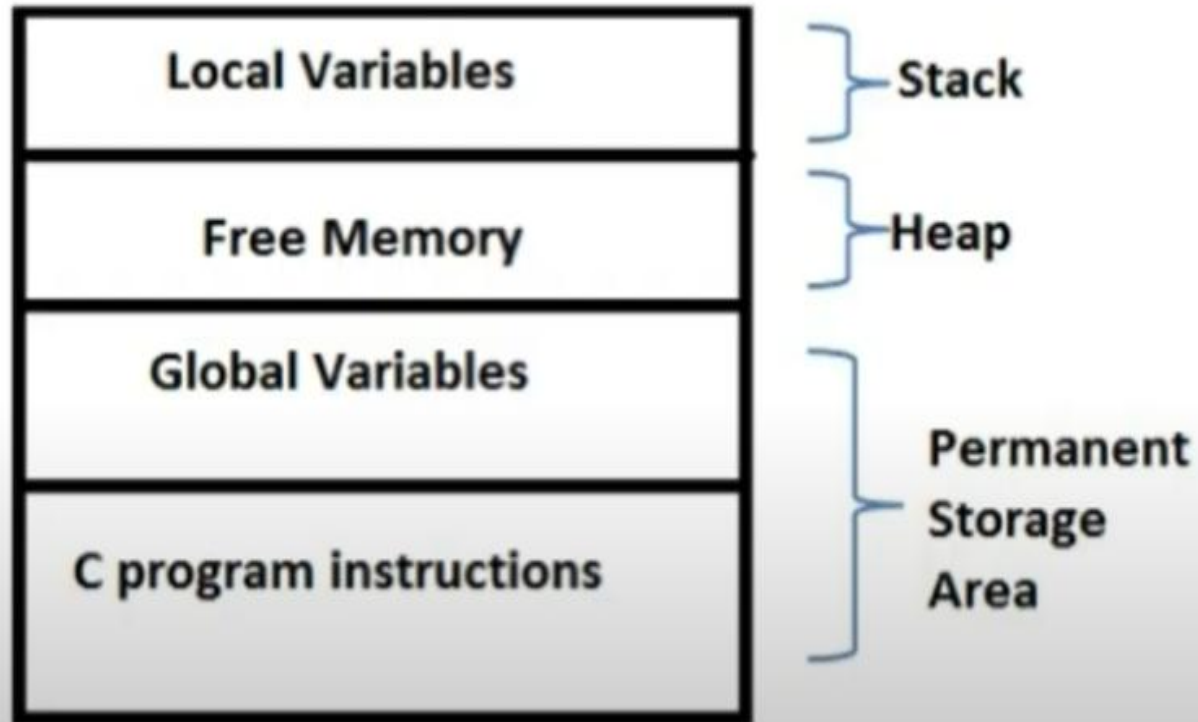 Local Variables
Stack
Free Memory
Heap
Global Variables
C program instructions
Permanent
Storage
Area